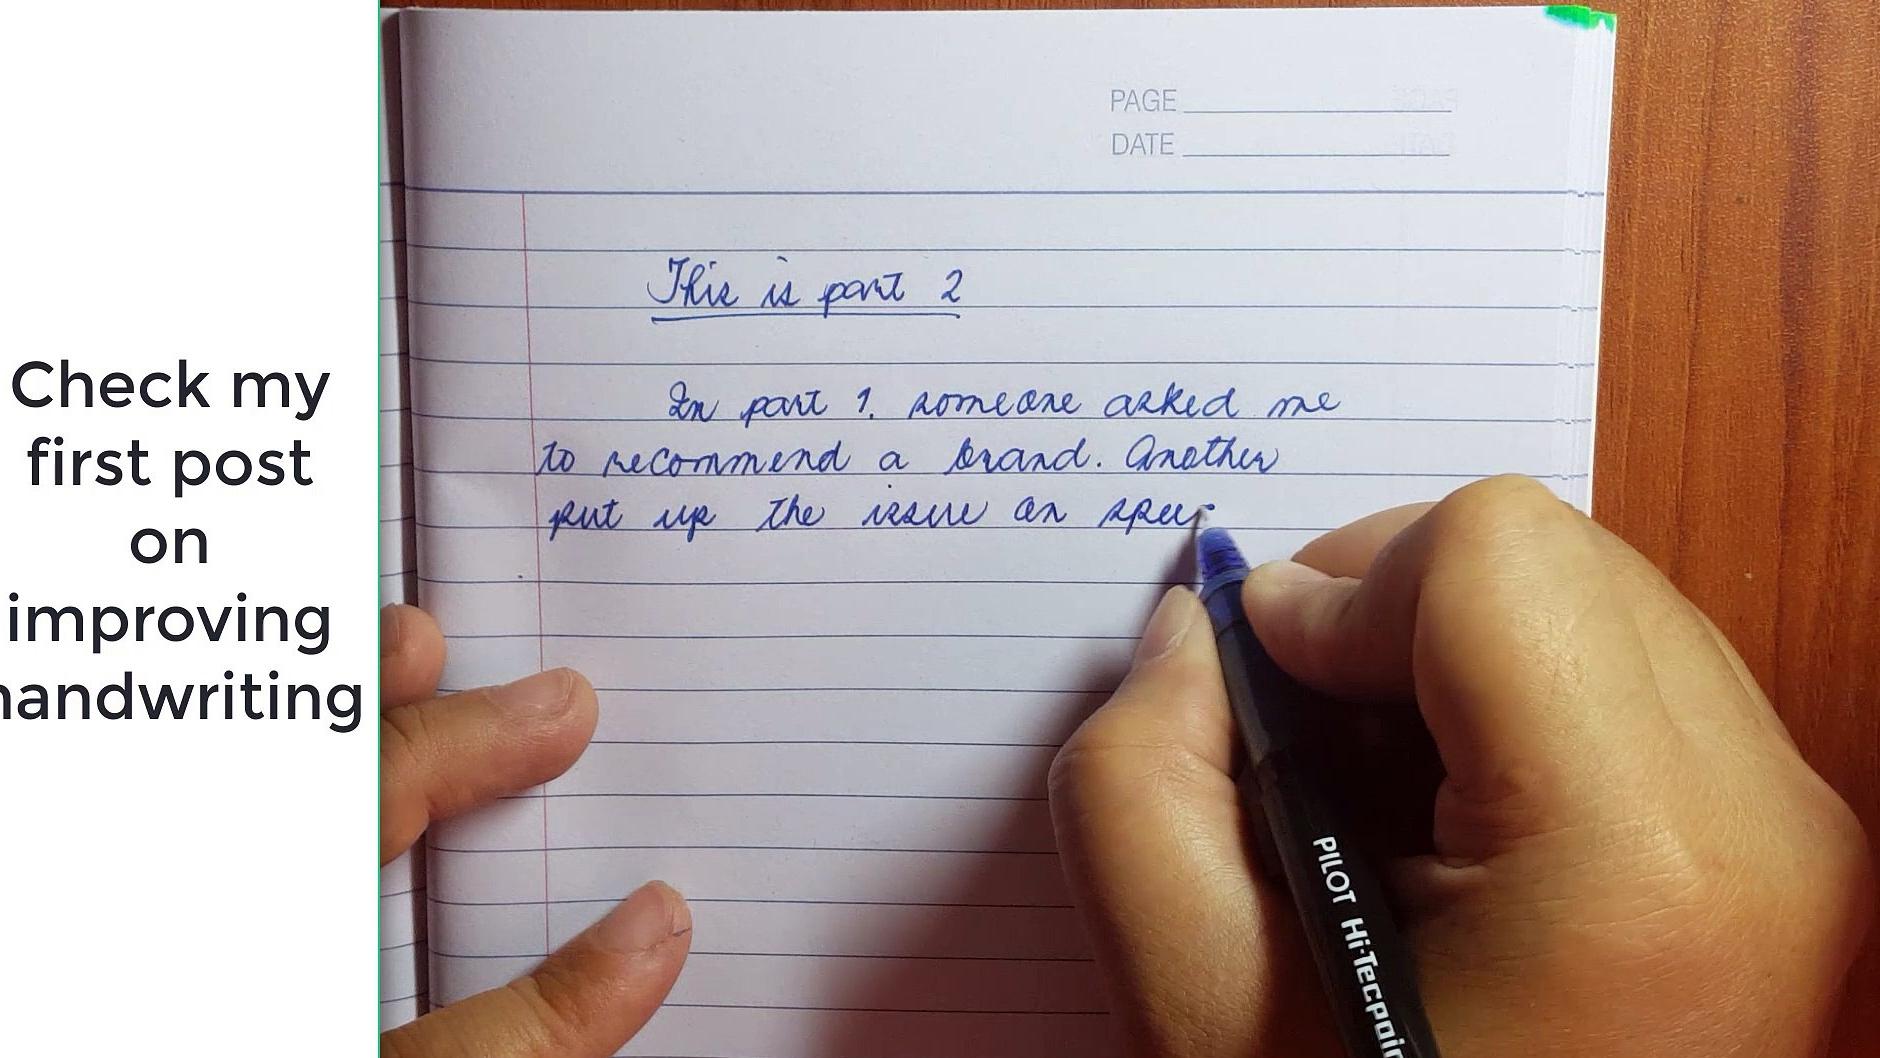 Check my
first post
on
improving
handwriting
PAGE
DATE
This is part 2
In part 1, someone asked me
to recommend a brand. Another
put up the issue on spee
PILOT Hi-Tecpoin